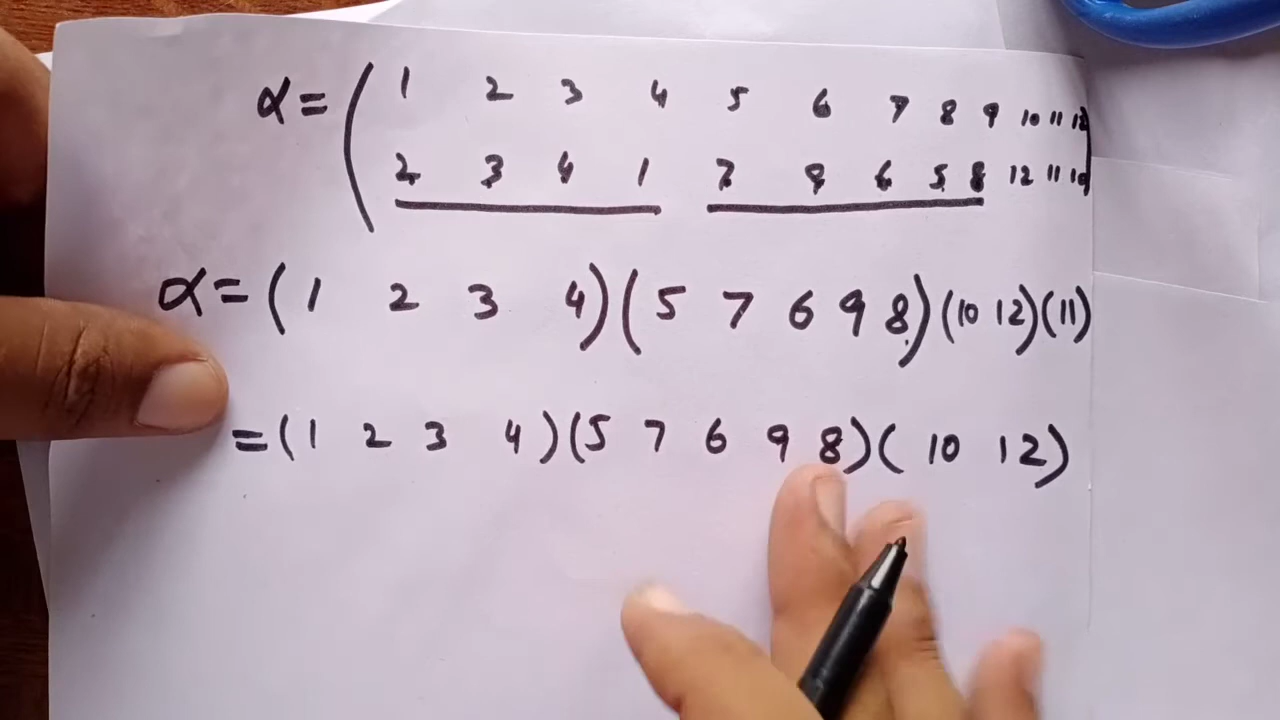 α = ( 1 2 3 4 5 6 7 8 9 10 11 12
2 3 4 1 7 9 6 5 8 12 11 10 )
α = (1 2 3 4)(5 7 6 9 8)(10 12)(11)
= (1 2 3 4)(5 7 6 9 8)(10 12)